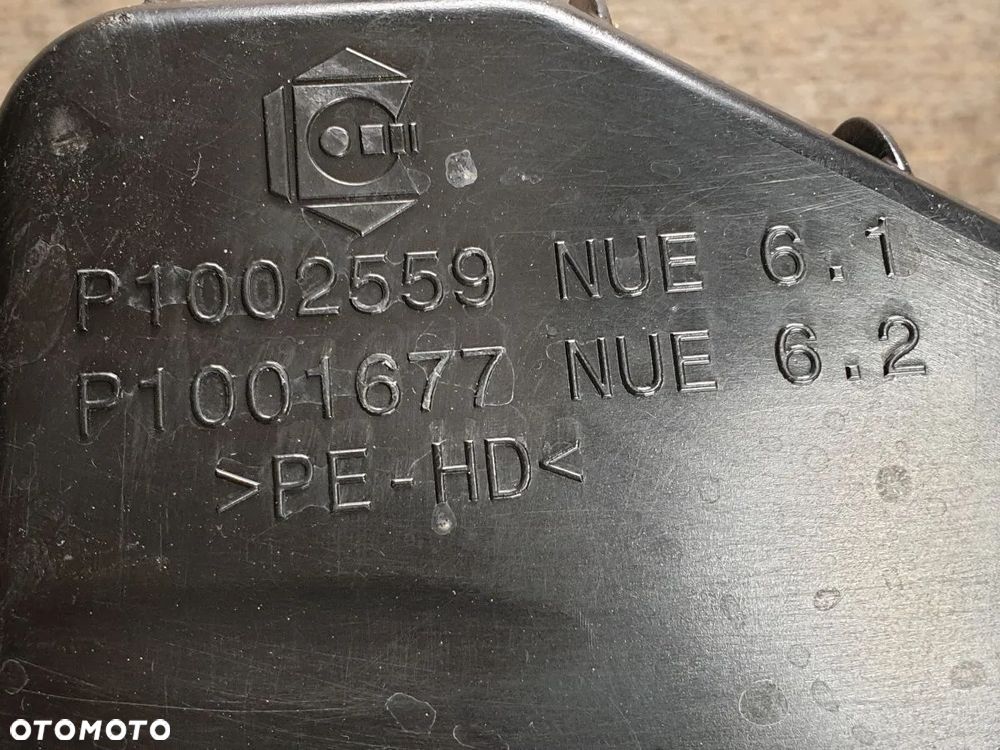 P1002559 NUE 6.1
P1001677 NUE 6.2
>PE-HD<
OTOMOTO